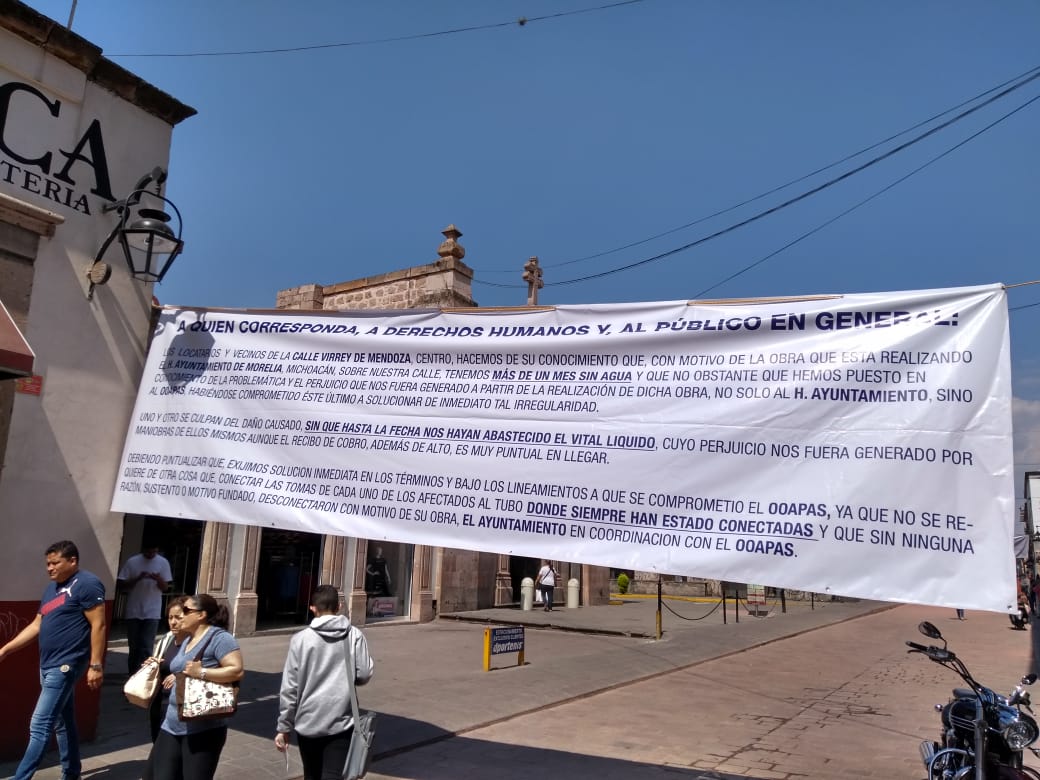 CA
TERIA
A QUIEN CORRESPONDA, A DERECHOS HUMANOS Y, AL PÚBLICO EN GENERAL:
LOS LOCATARIOS Y VECINOS DE LA CALLE VIRREY DE MENDOZA, CENTRO, HACEMOS DE SU CONOCIMIENTO QUE, CON MOTIVO DE LA OBRA QUE ESTA REALIZANDO
EL H. AYUNTAMIENTO DE MORELIA, MICHOACÁN, SOBRE NUESTRA CALLE, TENEMOS MÁS DE UN MES SIN AGUA Y QUE NO OBSTANTE QUE HEMOS PUESTO EN
CONOCIMIENTO DE LA PROBLEMÁTICA Y EL PERJUICIO QUE NOS FUERA GENERADO A PARTIR DE LA REALIZACIÓN DE DICHA OBRA, NO SOLO AL H. AYUNTAMIENTO, SINO
AL OOAPAS, HABIÉNDOSE COMPROMETIDO ÉSTE ÚLTIMO A SOLUCIONAR DE INMEDIATO TAL IRREGULARIDAD.
UNO Y OTRO SE CULPAN DEL DAÑO CAUSADO, SIN QUE HASTA LA FECHA NOS HAYAN ABASTECIDO EL VITAL LIQUIDO, CUYO PERJUICIO NOS FUERA GENERADO POR
MANIOBRAS DE ELLOS MISMOS AUNQUE EL RECIBO DE COBRO, ADEMÁS DE ALTO, ES MUY PUNTUAL EN LLEGAR.
DEBIENDO PUNTUALIZAR QUE, EXIJIMOS SOLUCION INMEDIATA EN LOS TÉRMINOS Y BAJO LOS LINEAMIENTOS A QUE SE COMPROMETIO EL OOAPAS, YA QUE NO SE RE-
QUIERE DE OTRA COSA QUE, CONECTAR LAS TOMAS DE CADA UNO DE LOS AFECTADOS AL TUBO DONDE SIEMPRE HAN ESTADO CONECTADAS Y QUE SIN NINGUNA
RAZÓN, SUSTENTO O MOTIVO FUNDADO, DESCONECTARON CON MOTIVO DE SU OBRA, EL AYUNTAMIENTO EN COORDINACION CON EL OOAPAS.
ESTACIONAMIENTO
EXCLUSIVO CLIENTES
dportenis